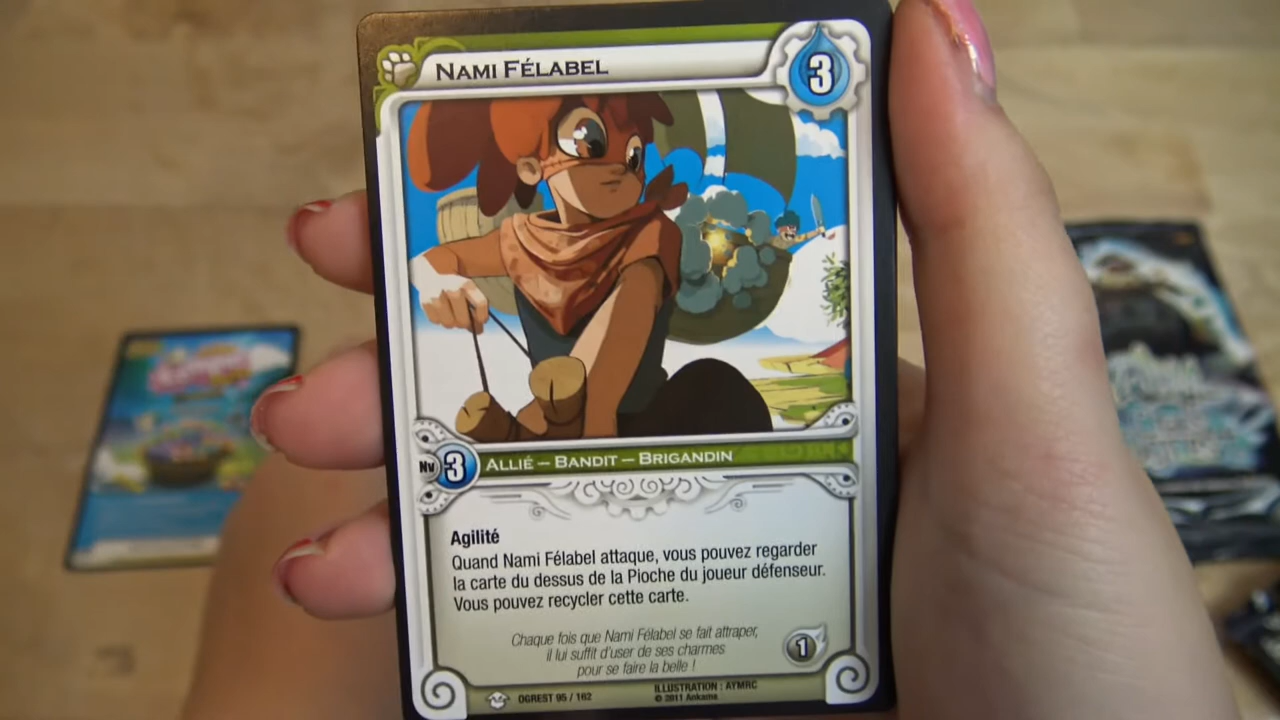 NAMI FÉLABEL
3
Nv 3
ALLIÉ – BANDIT – BRIGANDIN
Agilité
Quand Nami Félabel attaque, vous pouvez regarder
la carte du dessus de la Pioche du joueur défenseur.
Vous pouvez recycler cette carte.
Chaque fois que Nami Félabel se fait attraper,
il lui suffit d'user de ses charmes
pour se faire la belle !
1
OGREST 95 / 162
ILLUSTRATION : AYMRC
© 2011 Ankama